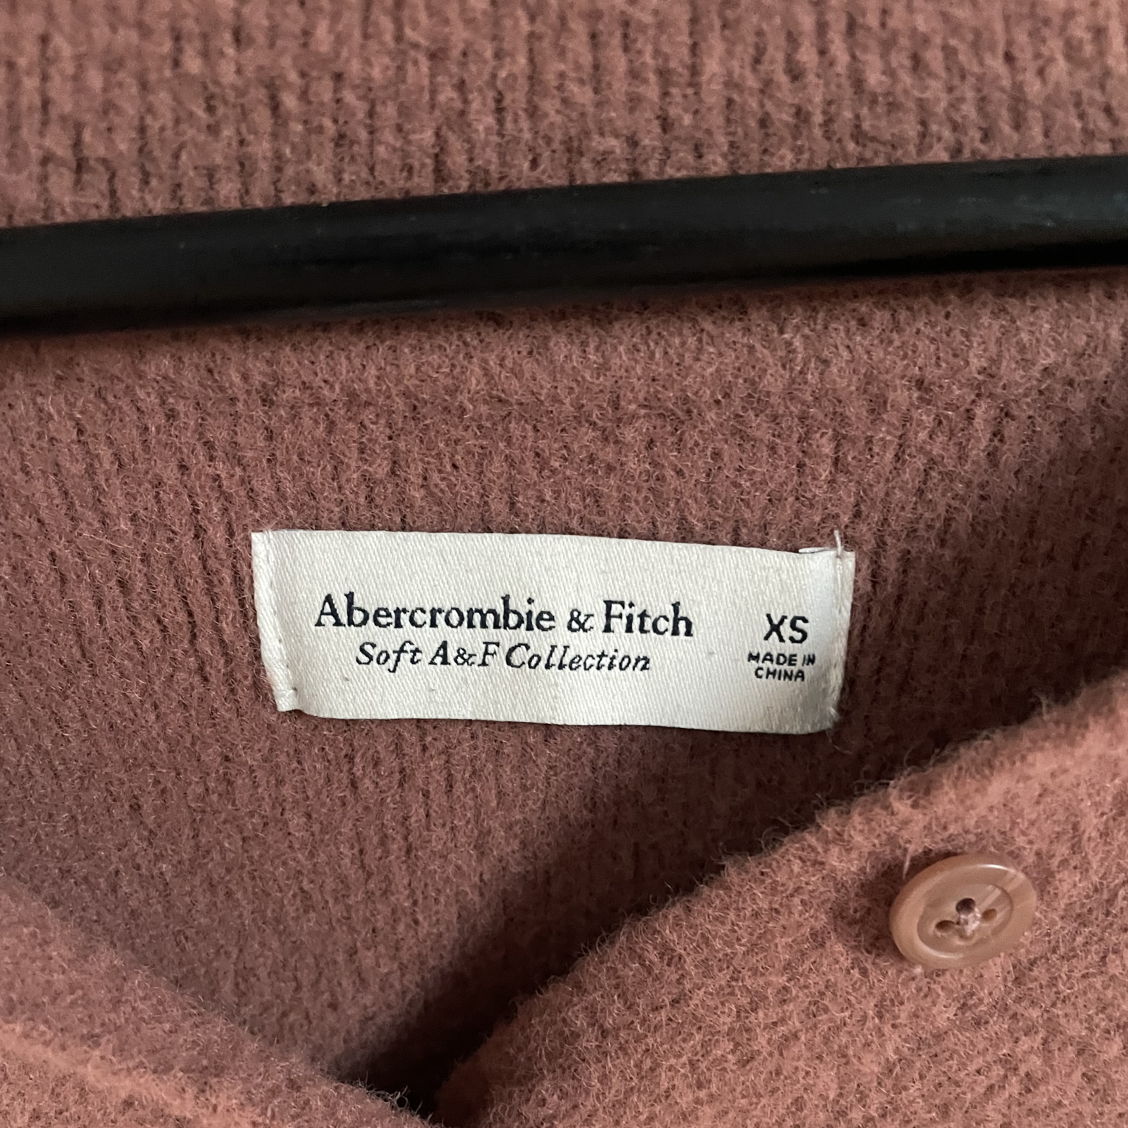 Abercrombie & Fitch
Soft A&F Collection
XS
MADE IN
CHINA